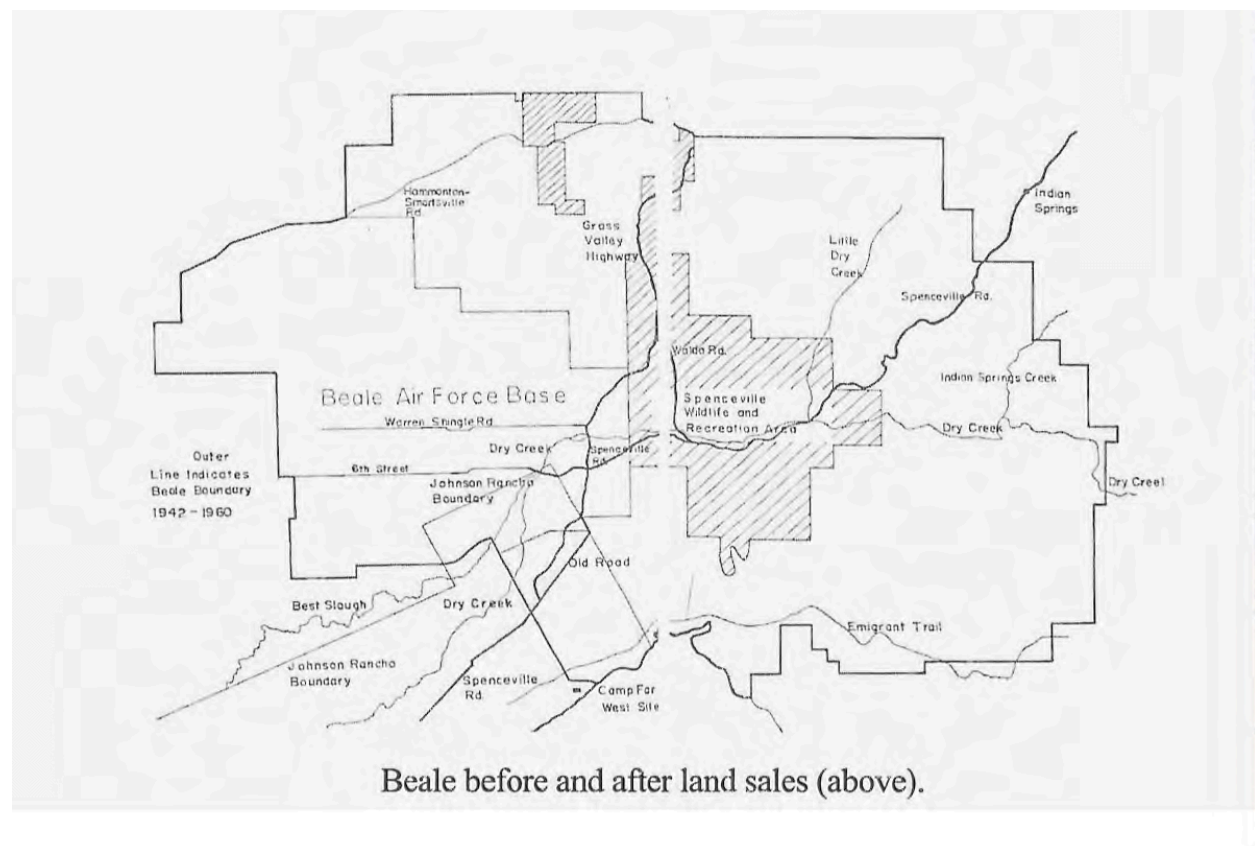 Hammonton-
Smartsville
Rd.
Grass
Valley
Highway
Indian
Springs
Little
Dry
Creek
Spenceville Rd.
Waldo Rd.
Indian Springs Creek
Beale Air Force Base
Spenceville
Wildlife and
Recreation Area
Warren Shingle Rd
Dry Creek
Dry Creek
Spenceville
Rd.
Outer
Line Indicates
Beale Boundary
1942-1960
6th Street
Johnson Rancho
Boundary
Dry Creek
Old Road
Best Slough
Dry Creek
Emigrant Trail
Johnson Rancho
Boundary
Spenceville
Rd.
Camp Far
West Site
Beale before and after land sales (above).